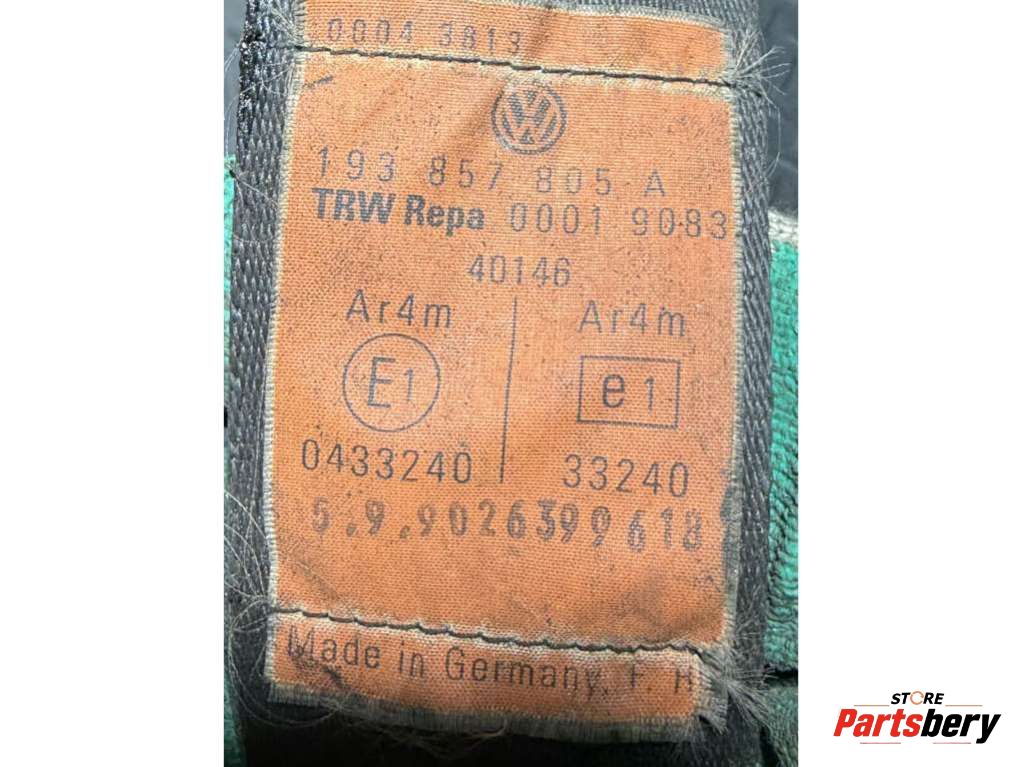 0004 3813
193 857 805 A
TRW Repa 0001 9083
40146
Ar4m Ar4m
E1 e1
0433240 33240
5.9.9026399618
Made in Germany, F. R
STORE
Partsbery